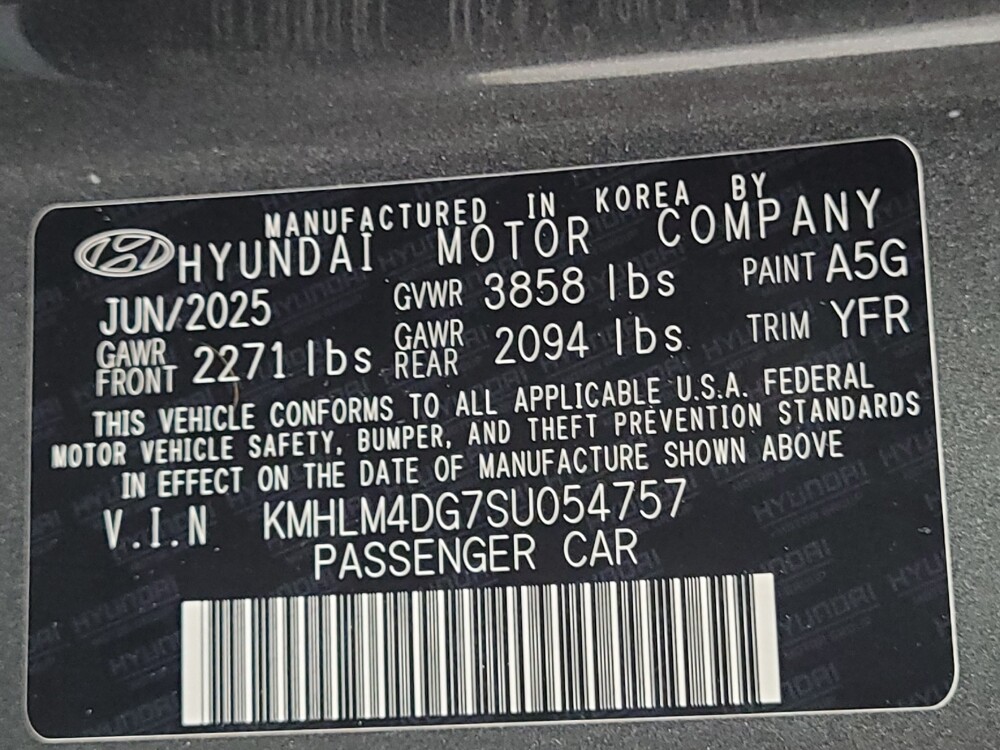 MANUFACTURED IN KOREA BY
HYUNDAI MOTOR COMPANY
JUN/2025 GVWR 3858 lbs PAINT A5G
GAWR FRONT 2271 lbs GAWR REAR 2094 lbs TRIM YFR
THIS VEHICLE CONFORMS TO ALL APPLICABLE U.S.A. FEDERAL
MOTOR VEHICLE SAFETY, BUMPER, AND THEFT PREVENTION STANDARDS
IN EFFECT ON THE DATE OF MANUFACTURE SHOWN ABOVE
V.I.N KMHLM4DG7SU054757
PASSENGER CAR